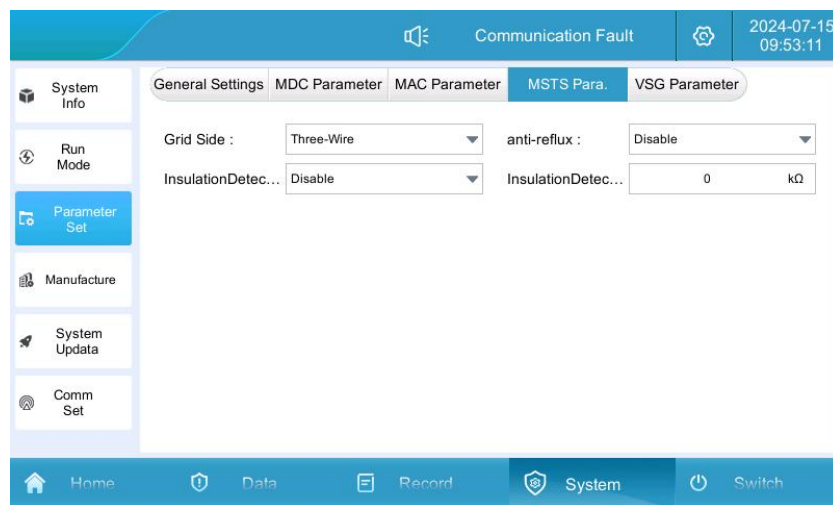 Communication Fault
2024-07-15
09:53:11
System
Info
Run
Mode
Parameter
Set
Manufacture
System
Updata
Comm
Set
General Settings MDC Parameter MAC Parameter MSTS Para. VSG Parameter
Grid Side : Three-Wire anti-reflux : Disable
InsulationDetec... Disable InsulationDetec... 0 kΩ
Home Data Record System Switch